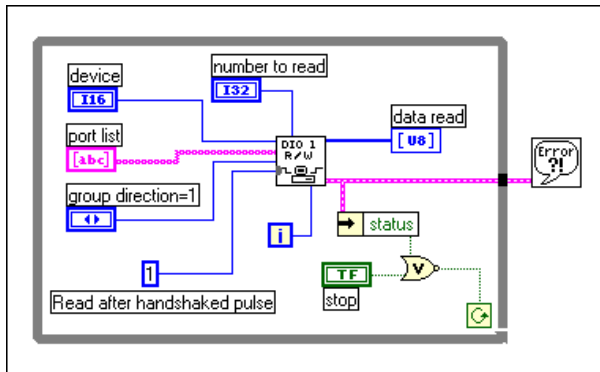 device
I16
number to read
I32
port list
[abc]
DIO 1
R/W
data read
[U8]
Error
?!
group direction=1
i
status
1
TF
V
stop
Read after handshaked pulse